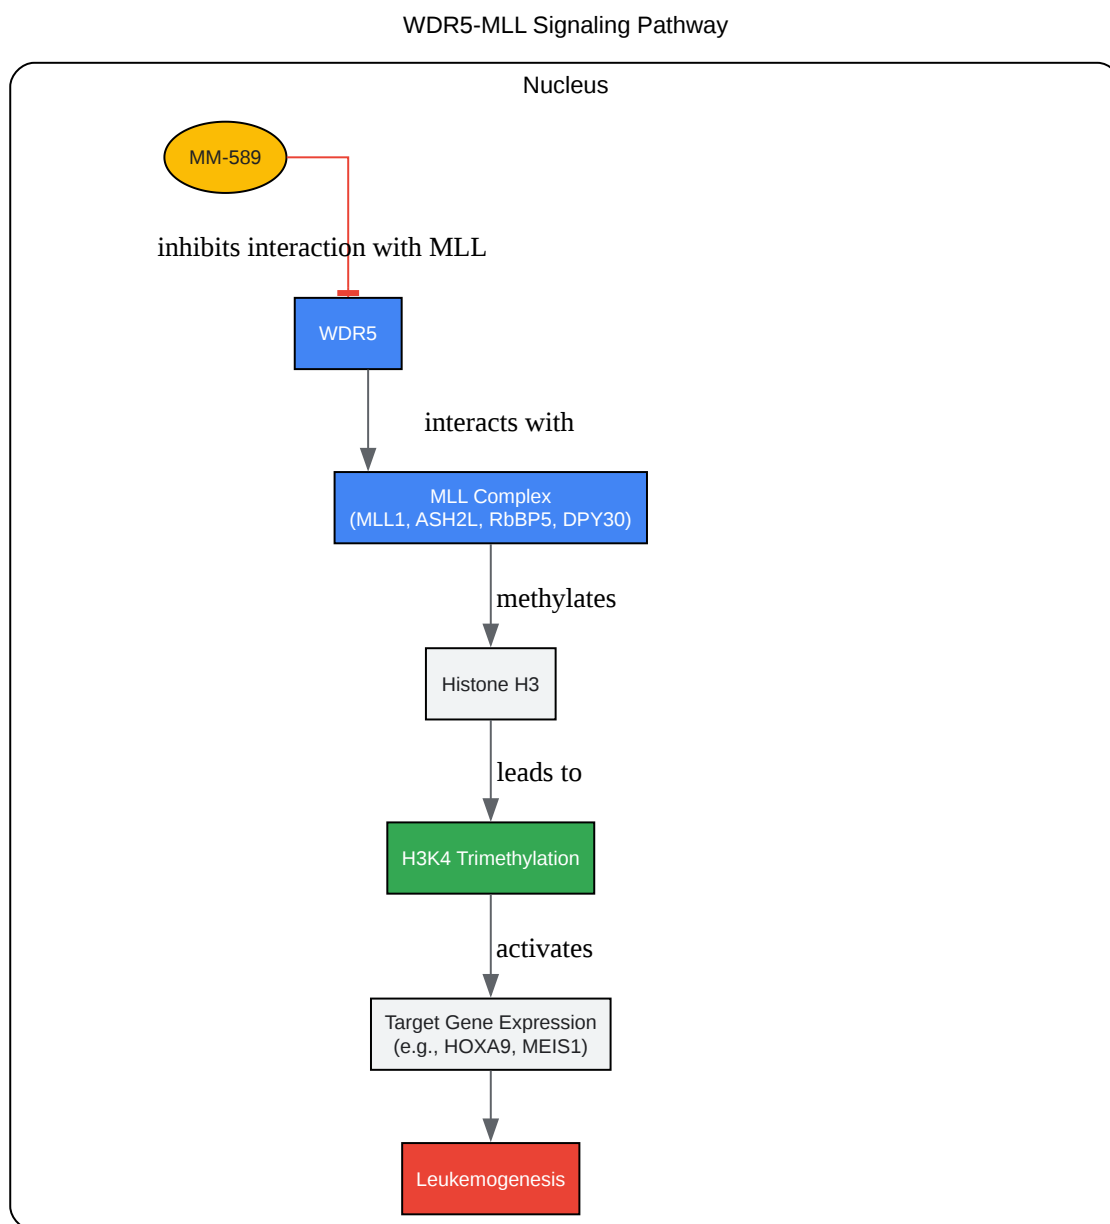 WDR5-MLL Signaling Pathway
Nucleus
MM-589
inhibits interaction with MLL
WDR5
interacts with
MLL Complex
(MLL1, ASH2L, RbBP5, DPY30)
methylates
Histone H3
leads to
H3K4 Trimethylation
activates
Target Gene Expression
(e.g., HOXA9, MEIS1)
Leukemogenesis